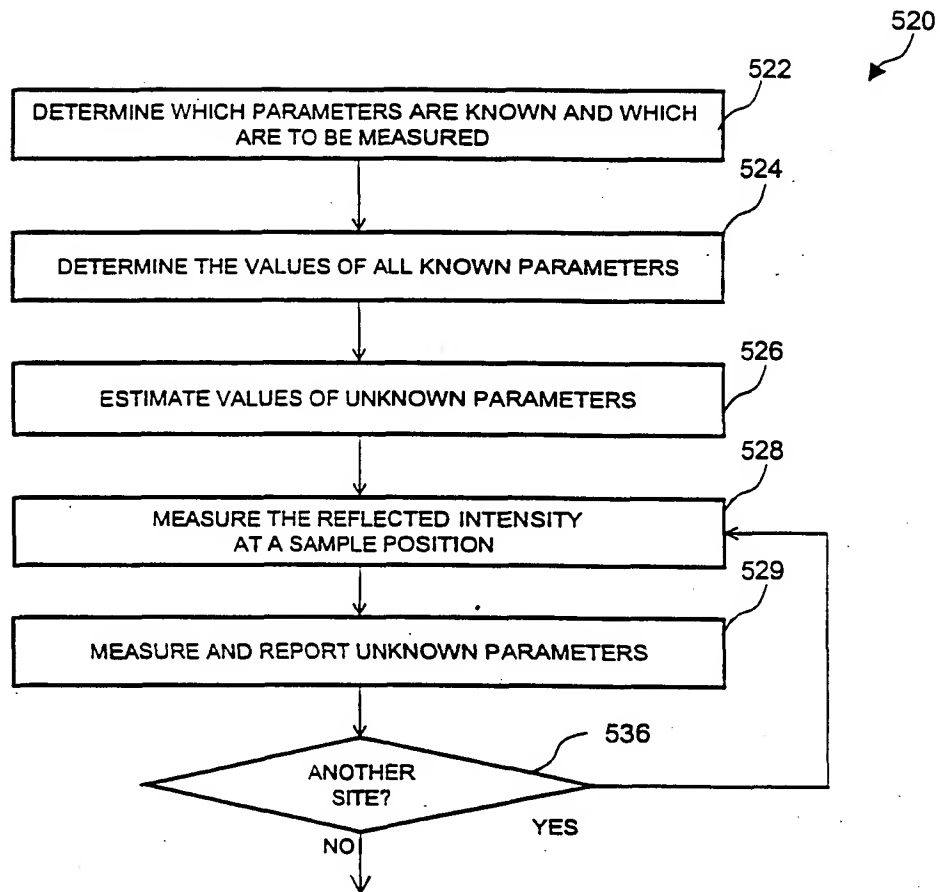 520
522
DETERMINE WHICH PARAMETERS ARE KNOWN AND WHICH
ARE TO BE MEASURED
524
DETERMINE THE VALUES OF ALL KNOWN PARAMETERS
526
ESTIMATE VALUES OF UNKNOWN PARAMETERS
528
MEASURE THE REFLECTED INTENSITY
AT A SAMPLE POSITION
529
MEASURE AND REPORT UNKNOWN PARAMETERS
536
ANOTHER
SITE?
YES
NO